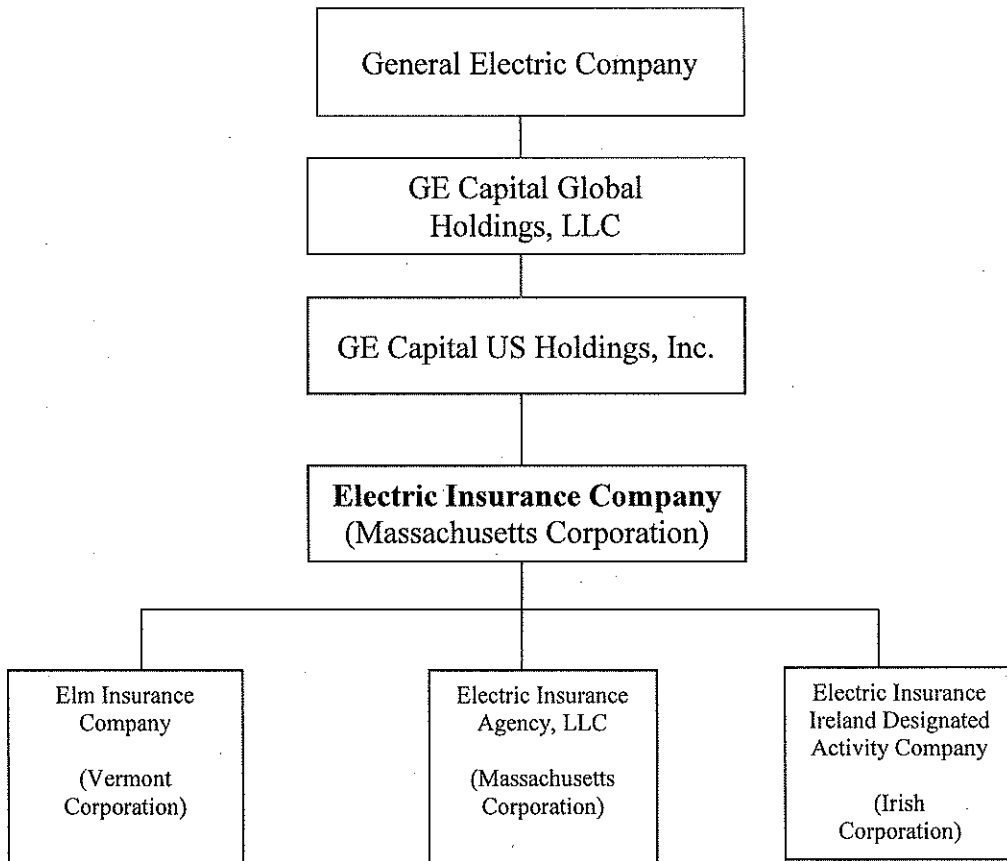 General Electric Company
GE Capital Global
Holdings, LLC
GE Capital US Holdings, Inc.
Electric Insurance Company
(Massachusetts Corporation)
Elm Insurance
Company
(Vermont
Corporation)
Electric Insurance
Agency, LLC
(Massachusetts
Corporation)
Electric Insurance
Ireland Designated
Activity Company
(Irish
Corporation)